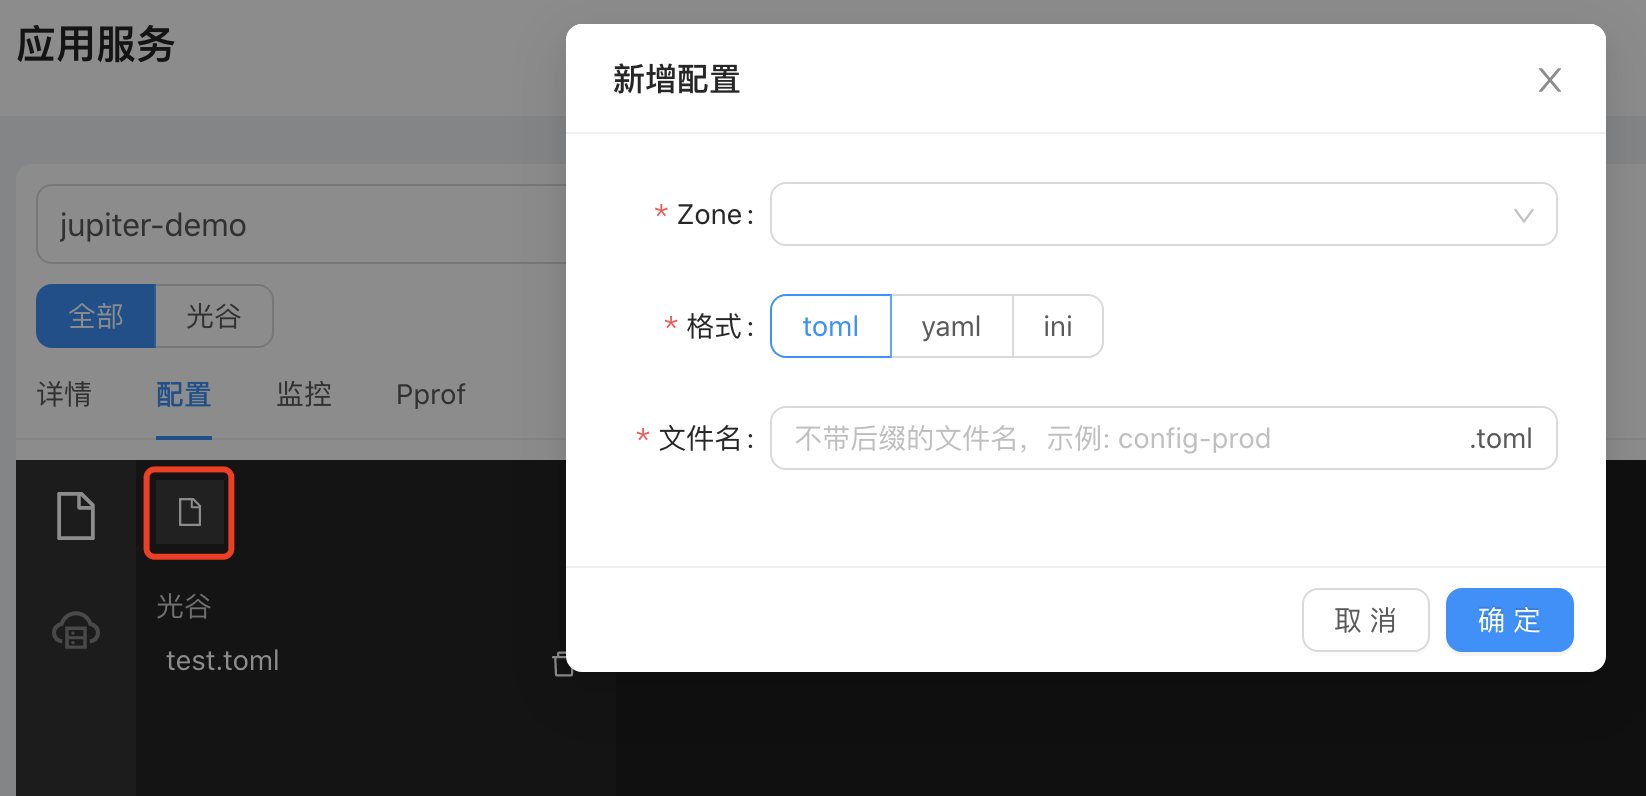 应用服务
jupiter-demo
全部 光谷
详情 配置 监控 Pprof
光谷
test.toml
新增配置
* Zone:
* 格式: toml yaml ini
* 文件名: 不带后缀的文件名，示例: config-prod .toml
取 消 确 定